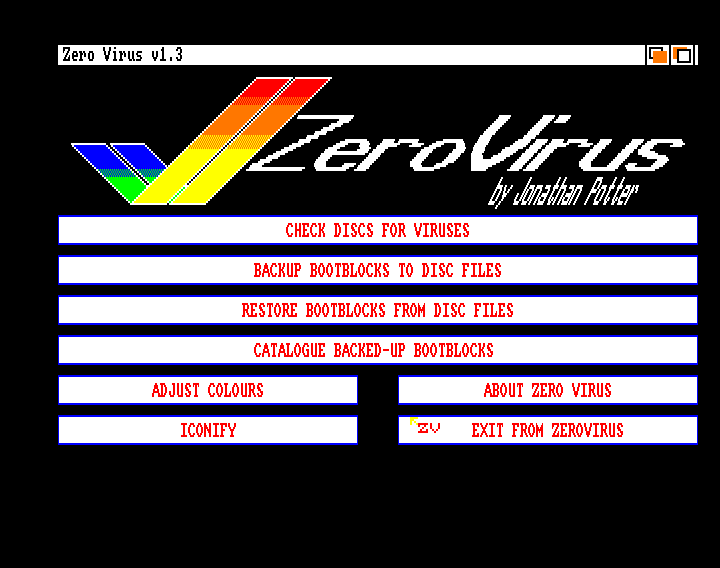 Zero Virus v1.3
ZeroVirus
by Jonathan Potter
CHECK DISCS FOR VIRUSES
BACKUP BOOTBLOCKS TO DISC FILES
RESTORE BOOTBLOCKS FROM DISC FILES
CATALOGUE BACKED-UP BOOTBLOCKS
ADJUST COLOURS
ABOUT ZERO VIRUS
ICONIFY
ZV EXIT FROM ZEROVIRUS